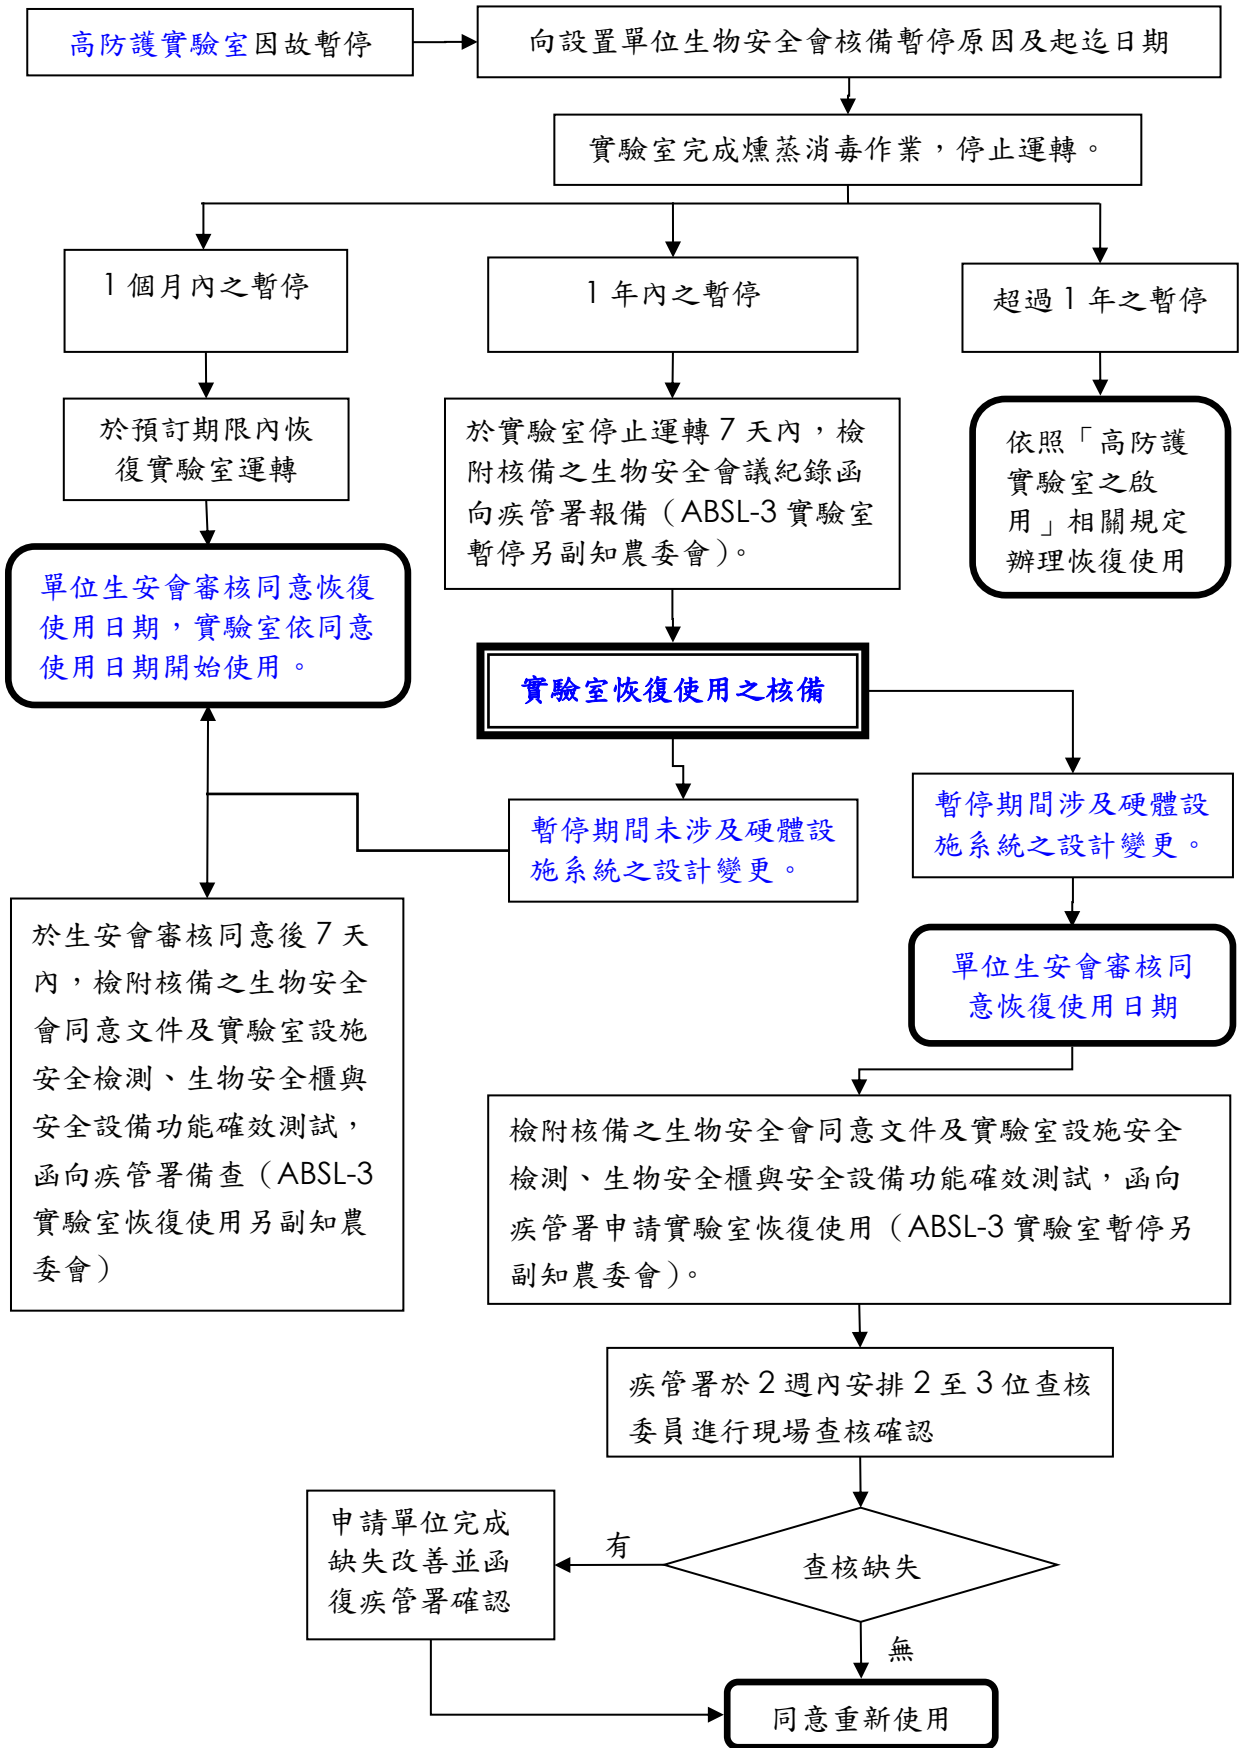 高防護實驗室因故暫停
向設置單位生物安全會核備暫停原因及起迄日期
實驗室完成燻蒸消毒作業，停止運轉。
1 個月內之暫停
1 年內之暫停
超過 1 年之暫停
於預訂期限內恢
復實驗室運轉
於實驗室停止運轉 7 天內，檢
附核備之生物安全會議紀錄函
向疾管署報備（ABSL-3 實驗室
暫停另副知農委會）。
依照「高防護
實驗室之啟
用」相關規定
辦理恢復使用
單位生安會審核同意恢復
使用日期，實驗室依同意
使用日期開始使用。
實驗室恢復使用之核備
暫停期間未涉及硬體設
施系統之設計變更。
暫停期間涉及硬體設
施系統之設計變更。
於生安會審核同意後 7 天
內，檢附核備之生物安全
會同意文件及實驗室設施
安全檢測、生物安全櫃與
安全設備功能確效測試，
函向疾管署備查（ABSL-3
實驗室恢復使用另副知農
委會）
單位生安會審核同
意恢復使用日期
檢附核備之生物安全會同意文件及實驗室設施安全
檢測、生物安全櫃與安全設備功能確效測試，函向
疾管署申請實驗室恢復使用（ABSL-3 實驗室暫停另
副知農委會）。
疾管署於 2 週內安排 2 至 3 位查核
委員進行現場查核確認
申請單位完成
缺失改善並函
復疾管署確認
有
查核缺失
無
同意重新使用